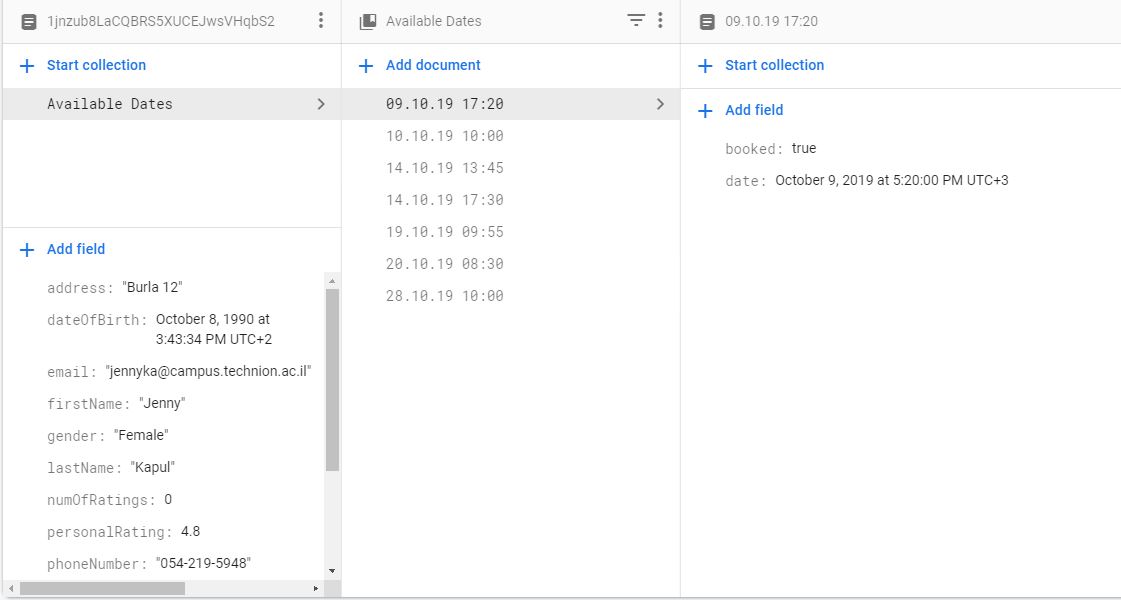 1jnzub8LaCQBRS5XUCEJwsVHqbS2
Start collection
Available Dates
Add field
address: "Burla 12"
dateOfBirth: October 8, 1990 at
3:43:34 PM UTC+2
email: "jennyka@campus.technion.ac.il"
firstName: "Jenny"
gender: "Female"
lastName: "Kapul"
numOfRatings: 0
personalRating: 4.8
phoneNumber: "054-219-5948"
Available Dates
Add document
09.10.19 17:20
10.10.19 10:00
14.10.19 13:45
14.10.19 17:30
19.10.19 09:55
20.10.19 08:30
28.10.19 10:00
09.10.19 17:20
Start collection
Add field
booked: true
date: October 9, 2019 at 5:20:00 PM UTC+3